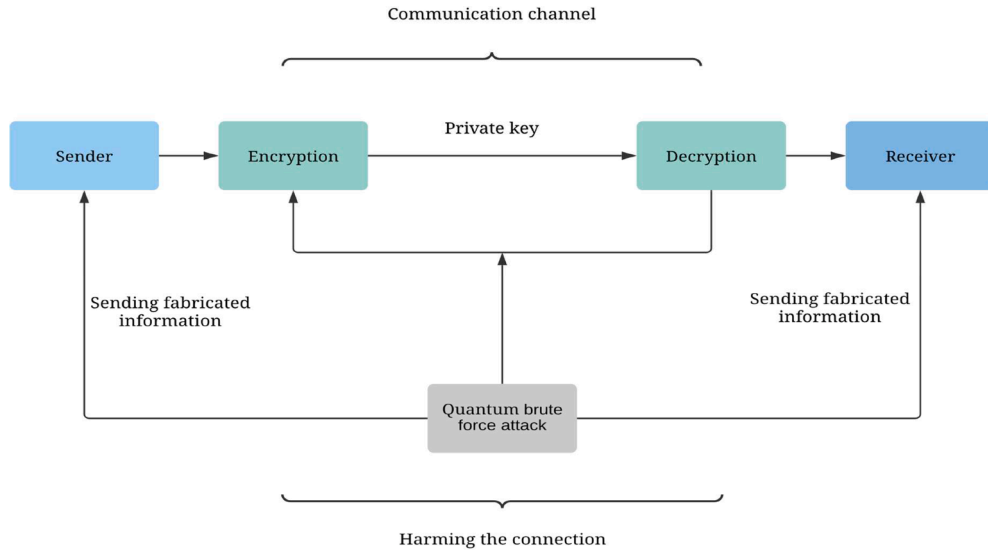 Communication channel
Private key
Sender
Encryption
Decryption
Receiver
Sending fabricated
information
Sending fabricated
information
Quantum brute
force attack
Harming the connection